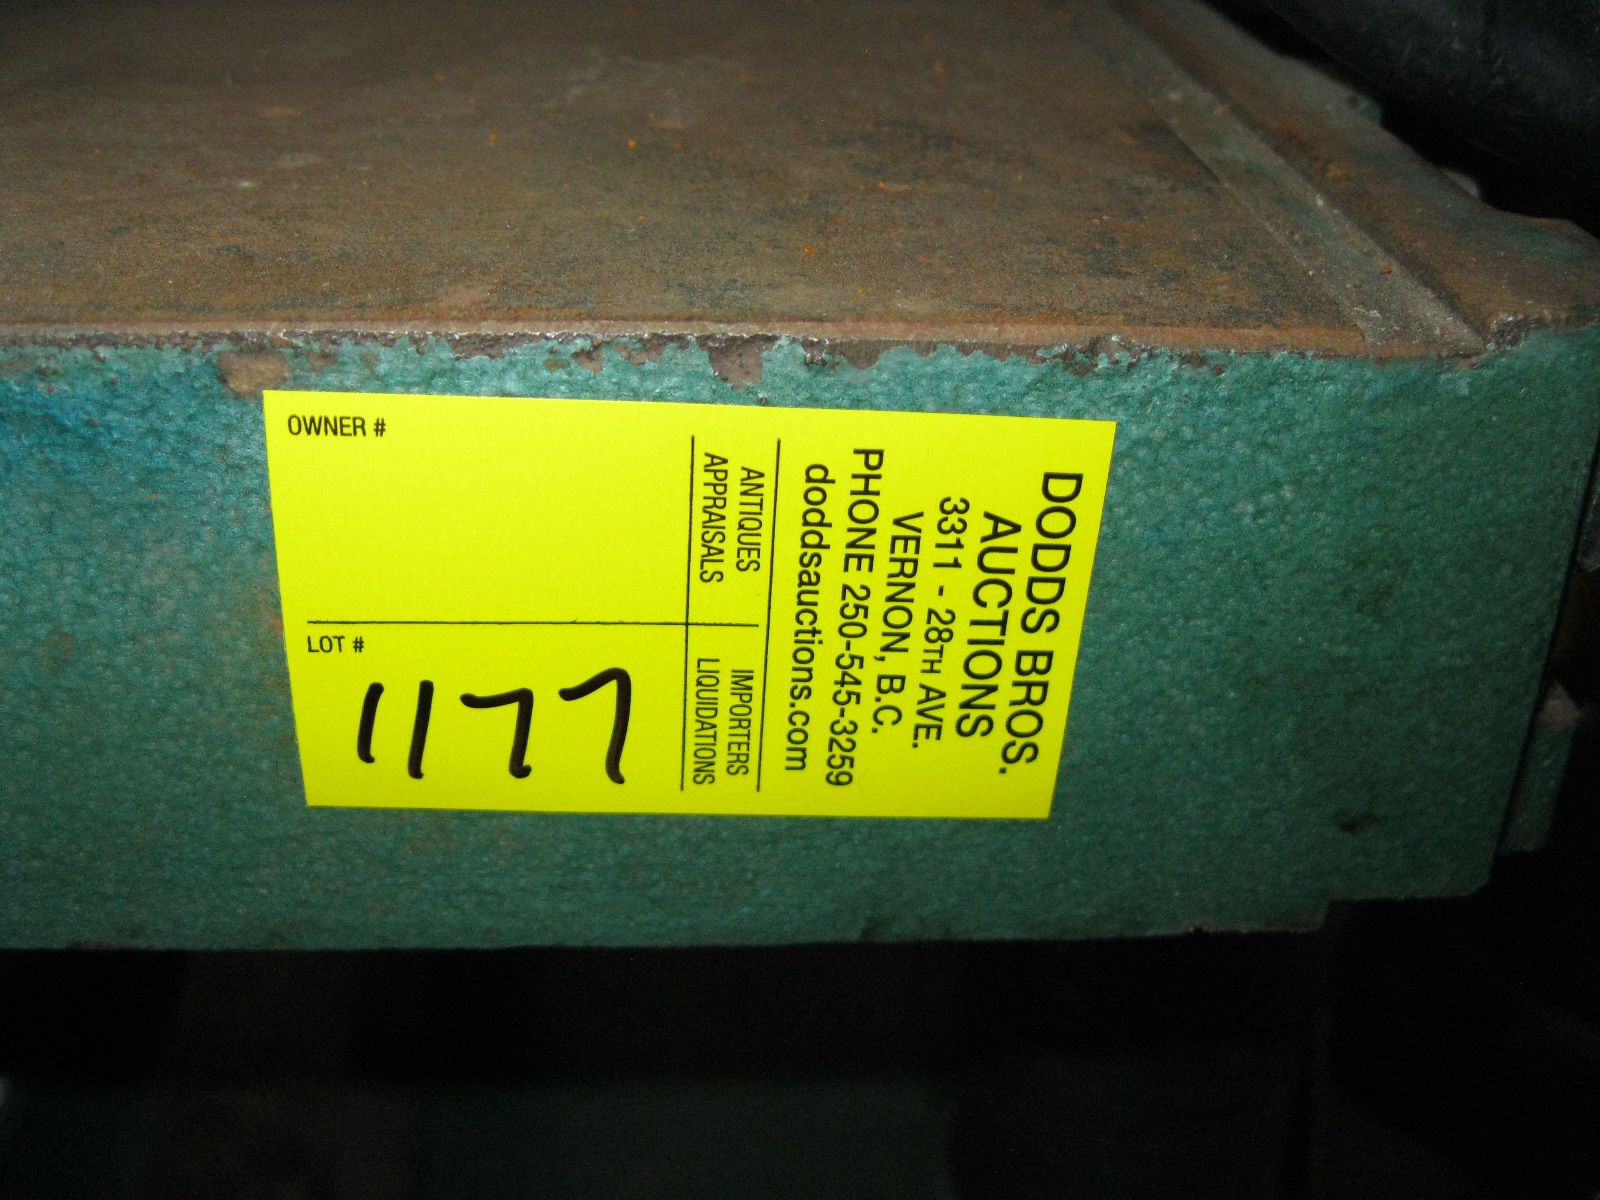 DODDS BROS.
AUCTIONS
3311 - 28TH AVE.
VERNON, B.C.
PHONE 250-545-3259
doddsauctions.com
ANTIQUES IMPORTERS
APPRAISALS LIQUIDATIONS
OWNER #
LOT #
1177